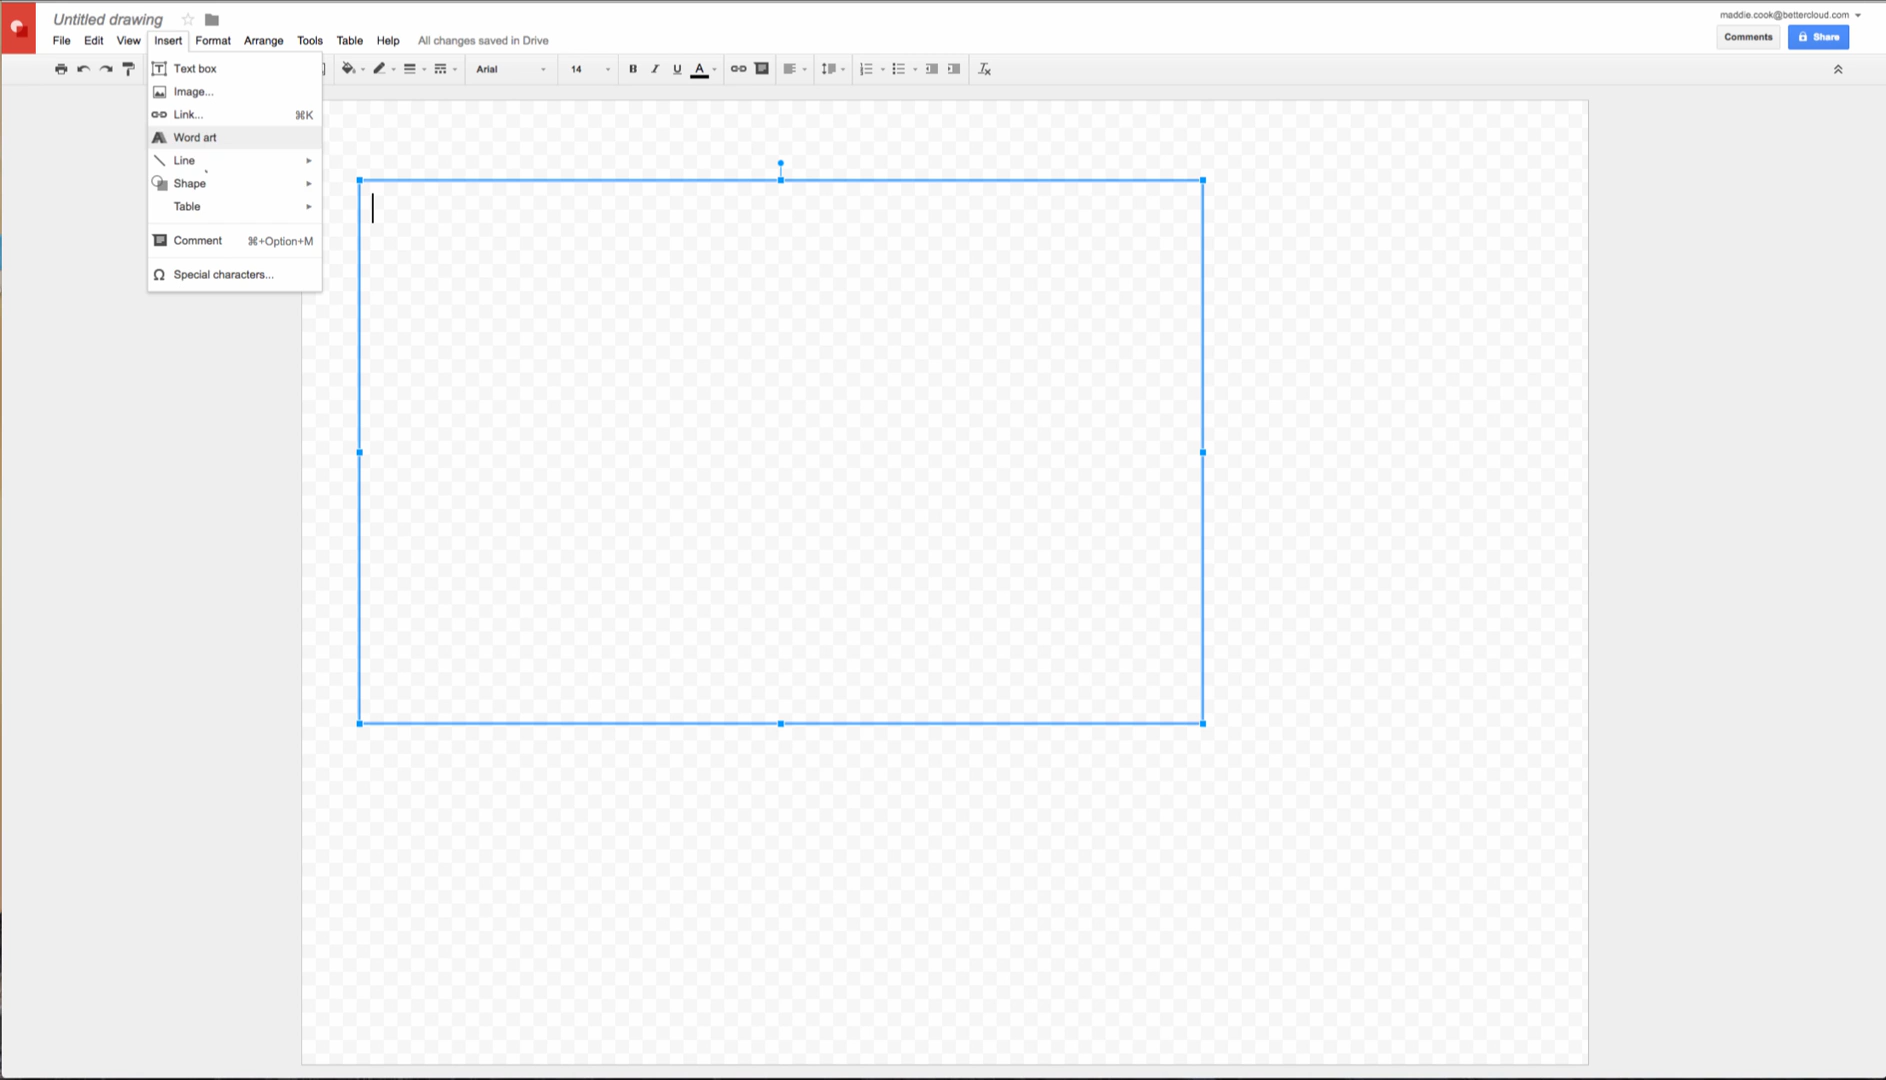 Untitled drawing
maddie.cook@bettercloud.com
File Edit View Insert Format Arrange Tools Table Help All changes saved in Drive
Comments Share
Arial 14 B I U A
Text box
Image...
Link... ⌘K
Word art
Line
Shape
Table
Comment ⌘+Option+M
Special characters...